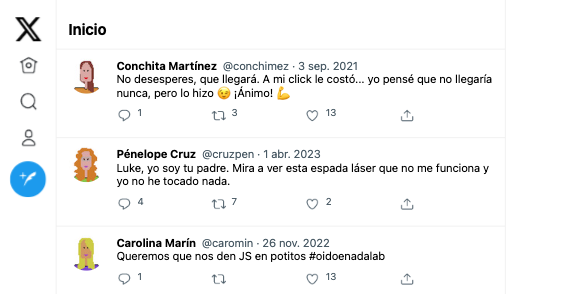 Inicio
Conchita Martínez @conchimez · 3 sep. 2021
No desesperes, que llegará. A mi click le costó... yo pensé que no llegaría
nunca, pero lo hizo 😉 ¡Ánimo! 💪
1 3 13
Pénelope Cruz @cruzpen · 1 abr. 2023
Luke, yo soy tu padre. Mira a ver esta espada láser que no me funciona y
yo no he tocado nada.
4 7 2
Carolina Marín @caromin · 26 nov. 2022
Queremos que nos den JS en potitos #oidoenadalab
1 13